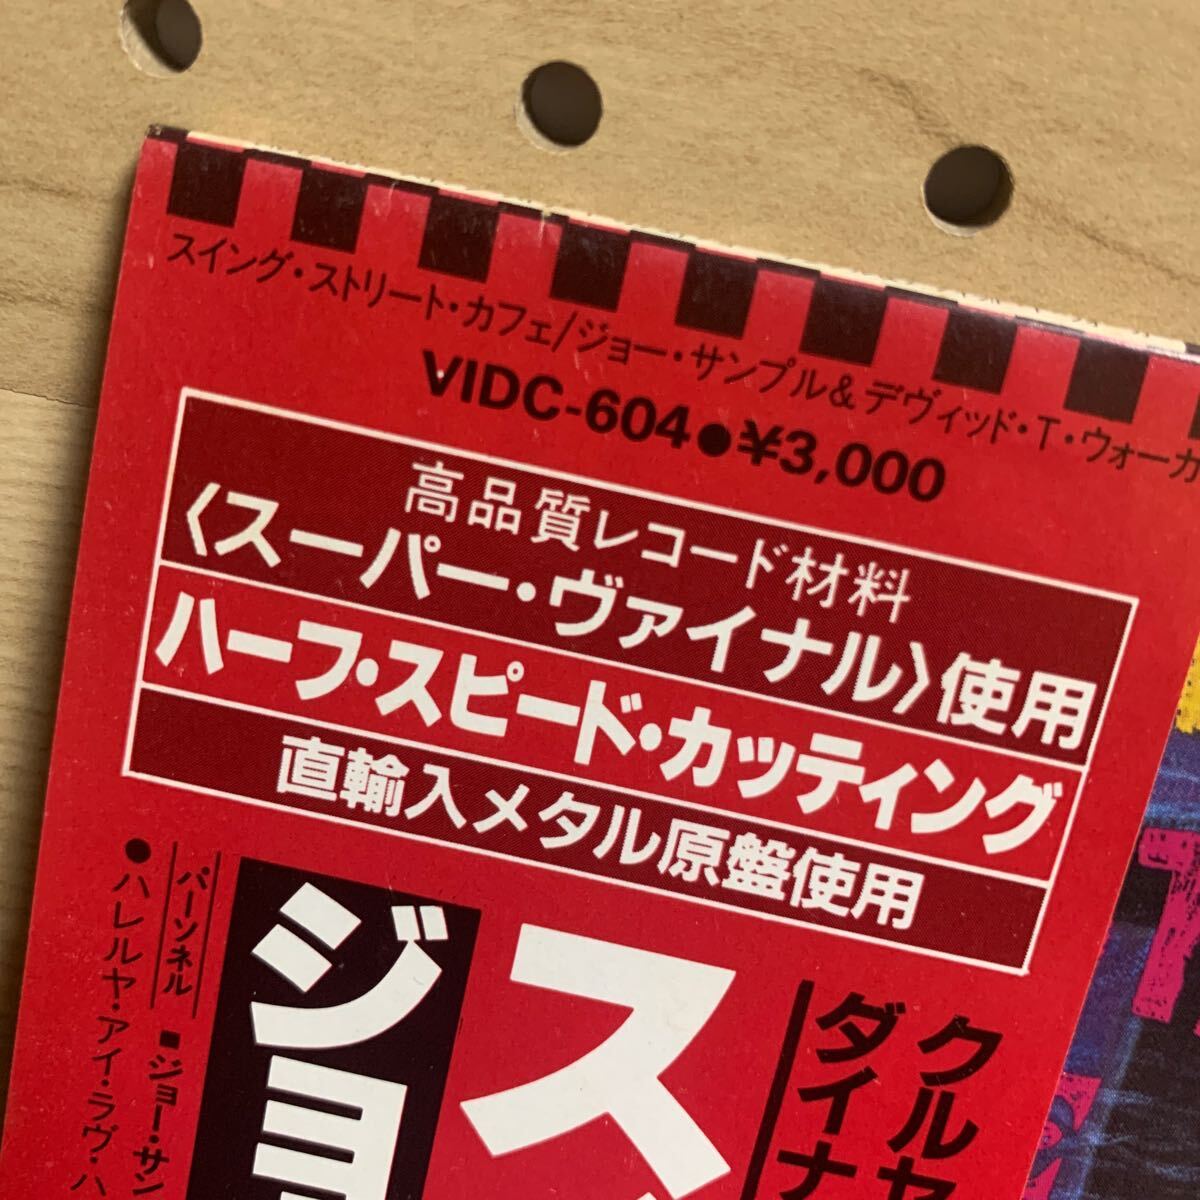 スイング・ストリート・カフェ/ジョー・サンプル&デヴィッド・T・ウォーカ
VIDC-604●¥3,000
高品質レコード材料
〈スーパー・ヴァイナル〉使用
ハーフ・スピード・カッティング
直輸入メタル原盤使用
クルセ
ダイナ
ス
ジョ
パーソネル
■ジョー・サン
●ハレルヤ・アイ・ラヴ・ハ